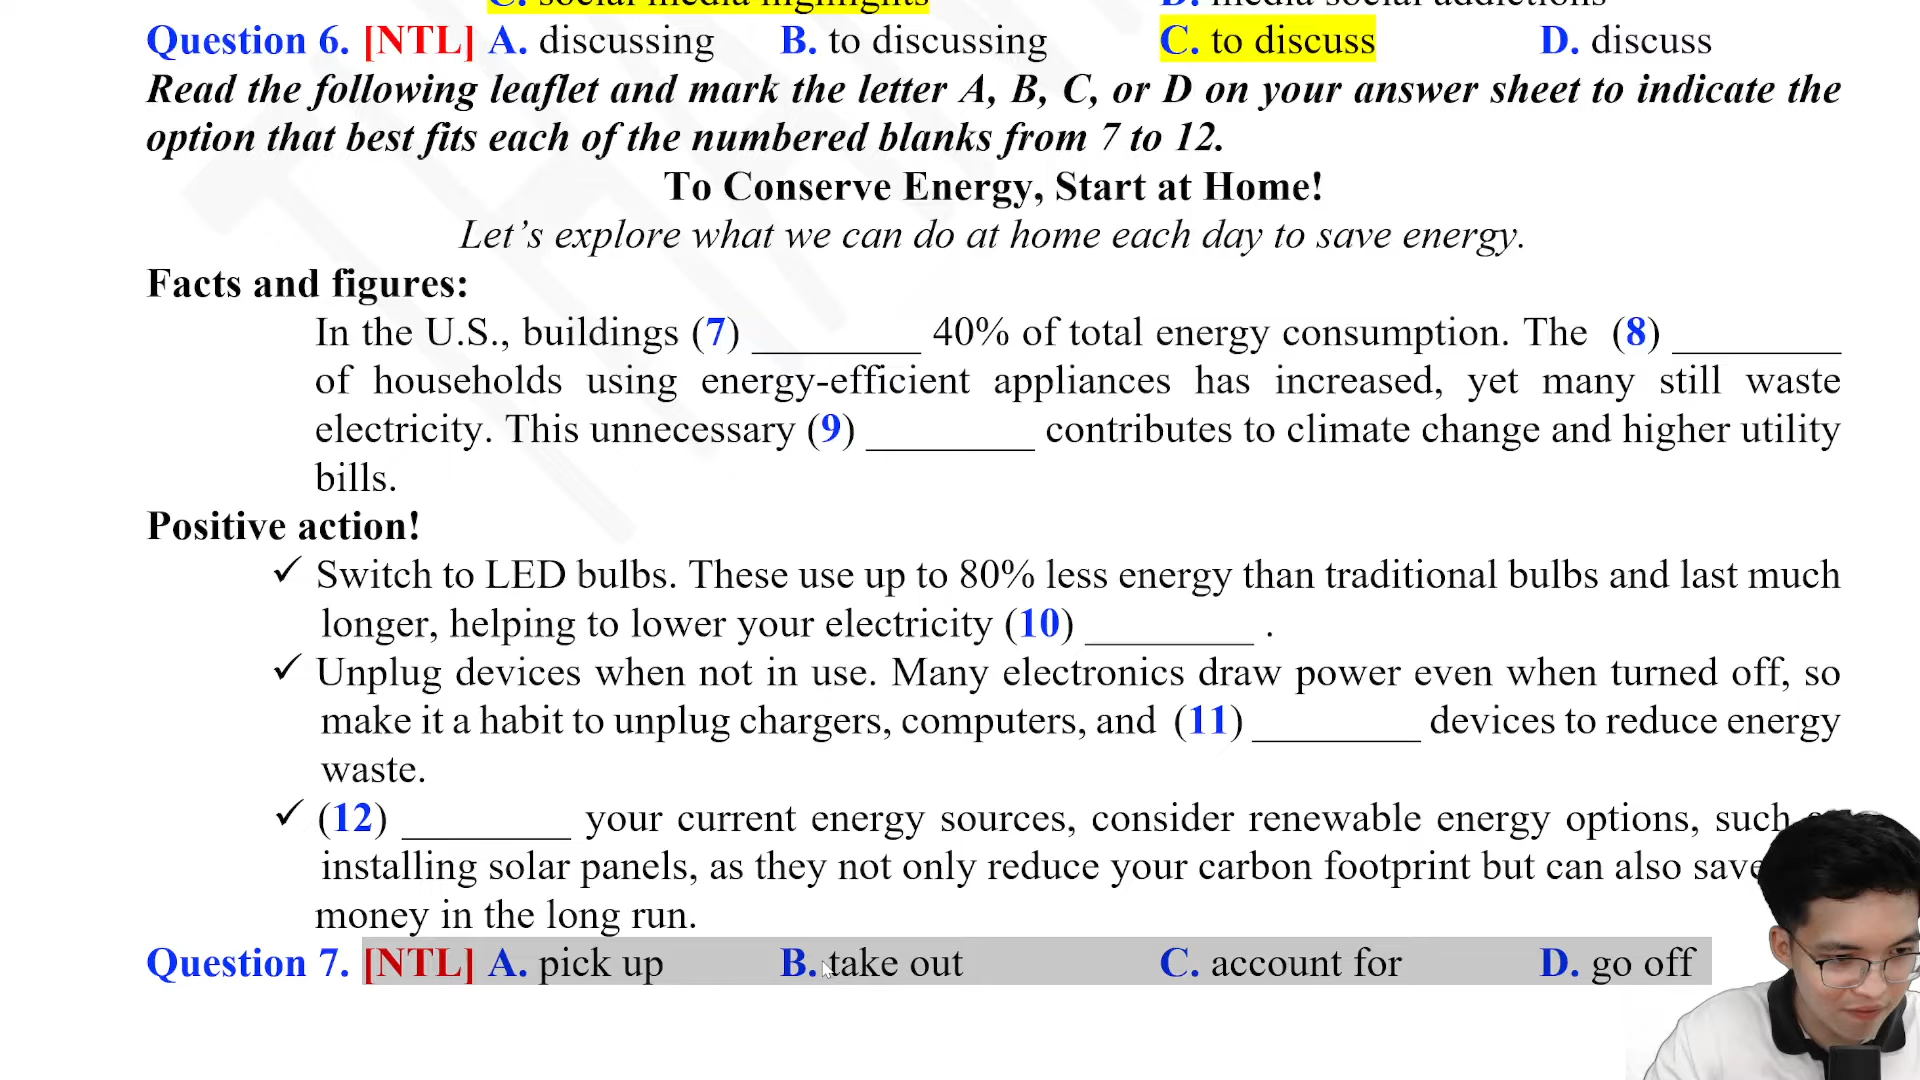 C. social media highlights D. media social addictions
Question 6. [NTL] A. discussing B. to discussing C. to discuss D. discuss
Read the following leaflet and mark the letter A, B, C, or D on your answer sheet to indicate the
option that best fits each of the numbered blanks from 7 to 12.
To Conserve Energy, Start at Home!
Let’s explore what we can do at home each day to save energy.
Facts and figures:
In the U.S., buildings (7) ________ 40% of total energy consumption. The (8) ________
of households using energy-efficient appliances has increased, yet many still waste
electricity. This unnecessary (9) ________ contributes to climate change and higher utility
bills.
Positive action!
✓ Switch to LED bulbs. These use up to 80% less energy than traditional bulbs and last much
longer, helping to lower your electricity (10) ________ .
✓ Unplug devices when not in use. Many electronics draw power even when turned off, so
make it a habit to unplug chargers, computers, and (11) ________ devices to reduce energy
waste.
✓ (12) ________ your current energy sources, consider renewable energy options, such
installing solar panels, as they not only reduce your carbon footprint but can also save
money in the long run.
Question 7. [NTL] A. pick up B. take out C. account for D. go off